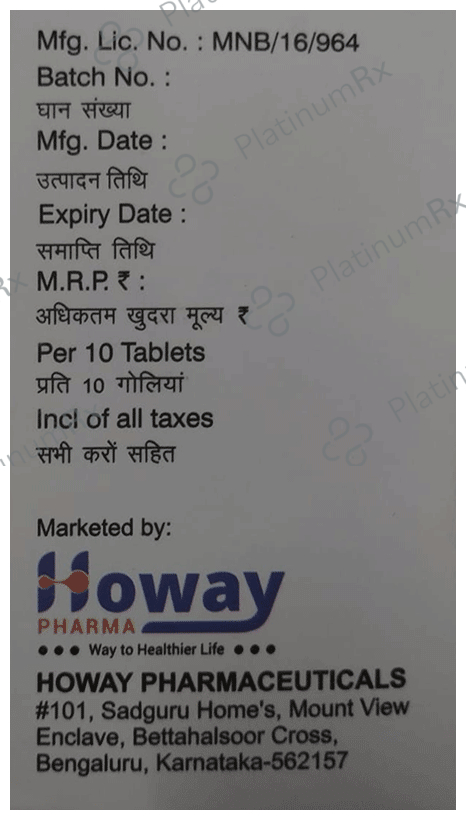 Mfg. Lic. No. : MNB/16/964
Batch No. :
घान संख्या
Mfg. Date :
उत्पादन तिथि
Expiry Date :
समाप्ति तिथि
M.R.P. ₹ :
अधिकतम खुदरा मूल्य ₹
Per 10 Tablets
प्रति 10 गोलियां
Incl of all taxes
सभी करों सहित
Marketed by:
Howay
PHARMA
••• Way to Healthier Life •••
HOWAY PHARMACEUTICALS
#101, Sadguru Home's, Mount View
Enclave, Bettahalsoor Cross,
Bengaluru, Karnataka-562157
PlatinumRx
PlatinumRx